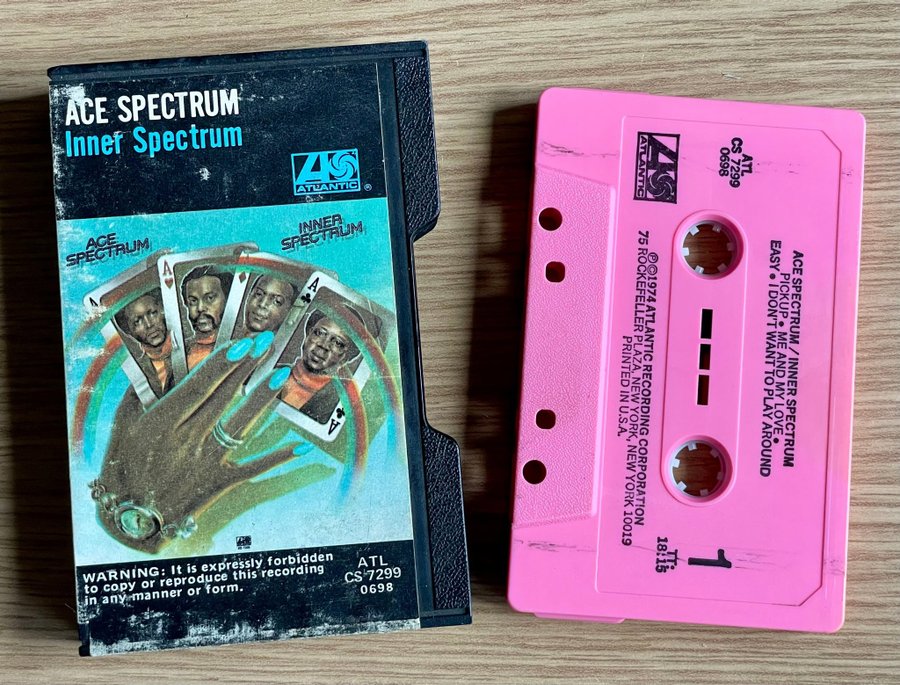 ACE SPECTRUM
Inner Spectrum
ATLANTIC®
ACE
SPECTRUM
INNER
SPECTRUM
A
A
A
A
A
WARNING: It is expressly forbidden
to copy or reproduce this recording
in any manner or form.
ATL
CS 7299
0698
ATLANTIC
ATL
CS 7299
0698
ACE SPECTRUM / INNER SPECTRUM
PICKUP • ME AND MY LOVE •
EASY • I DON'T WANT TO PLAY AROUND
℗©1974 ATLANTIC RECORDING CORPORATION
75 ROCKEFELLER PLAZA, NEW YORK, NEW YORK 10019
PRINTED IN U.S.A.
1
TT:
18:15